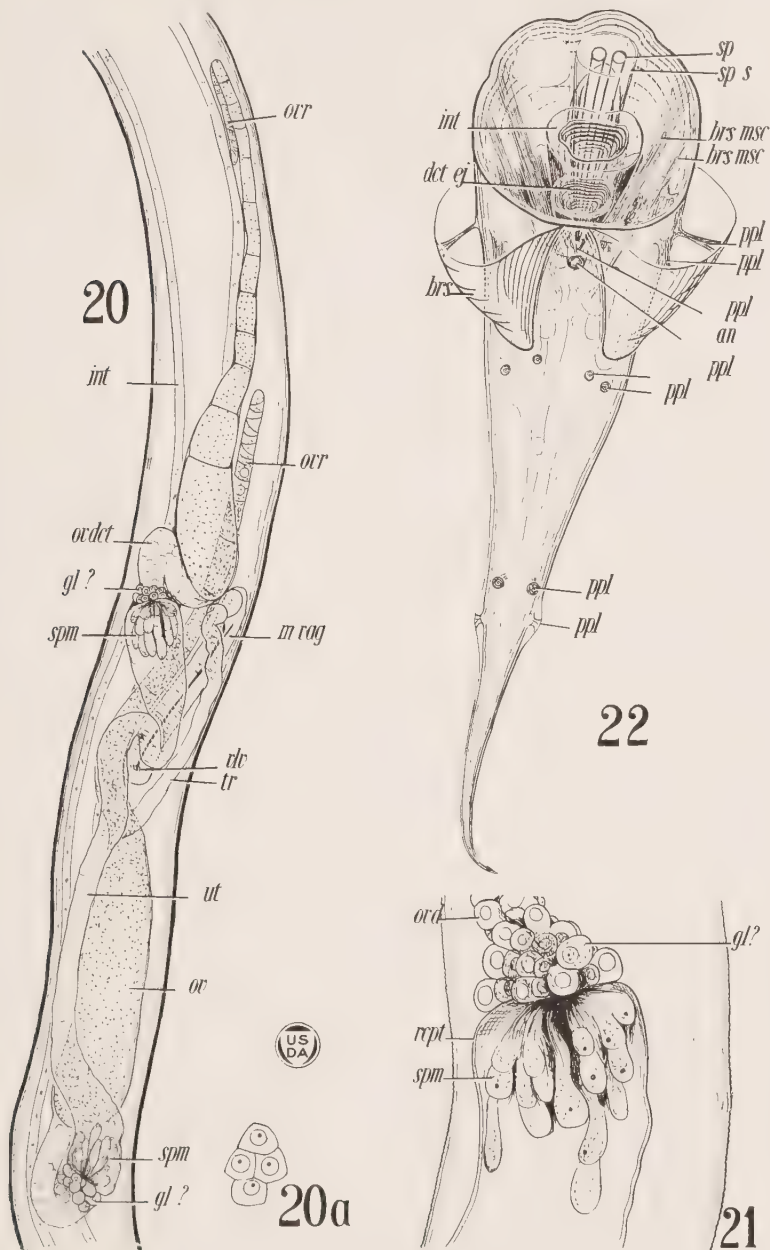 20
ovr
int
ovr
ovdct
gl ?
spm
m vag
vlv
tr
ut
ov
spm
gl ?
US
DA
20a
sp
sp s
int
brs msc
brs msc
dct ej
ppl
ppl
brs
ppl
an
ppl
ppl
ppl
ppl
22
ovd
gl?
rcpt
spm
21